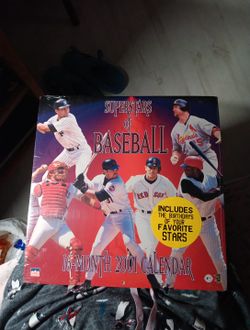 SUPERSTARS
of
BASEBALL
INCLUDES
THE BIRTHDAYS
OF YOUR
FAVORITE
STARS
16-MONTH 2001 CALENDAR